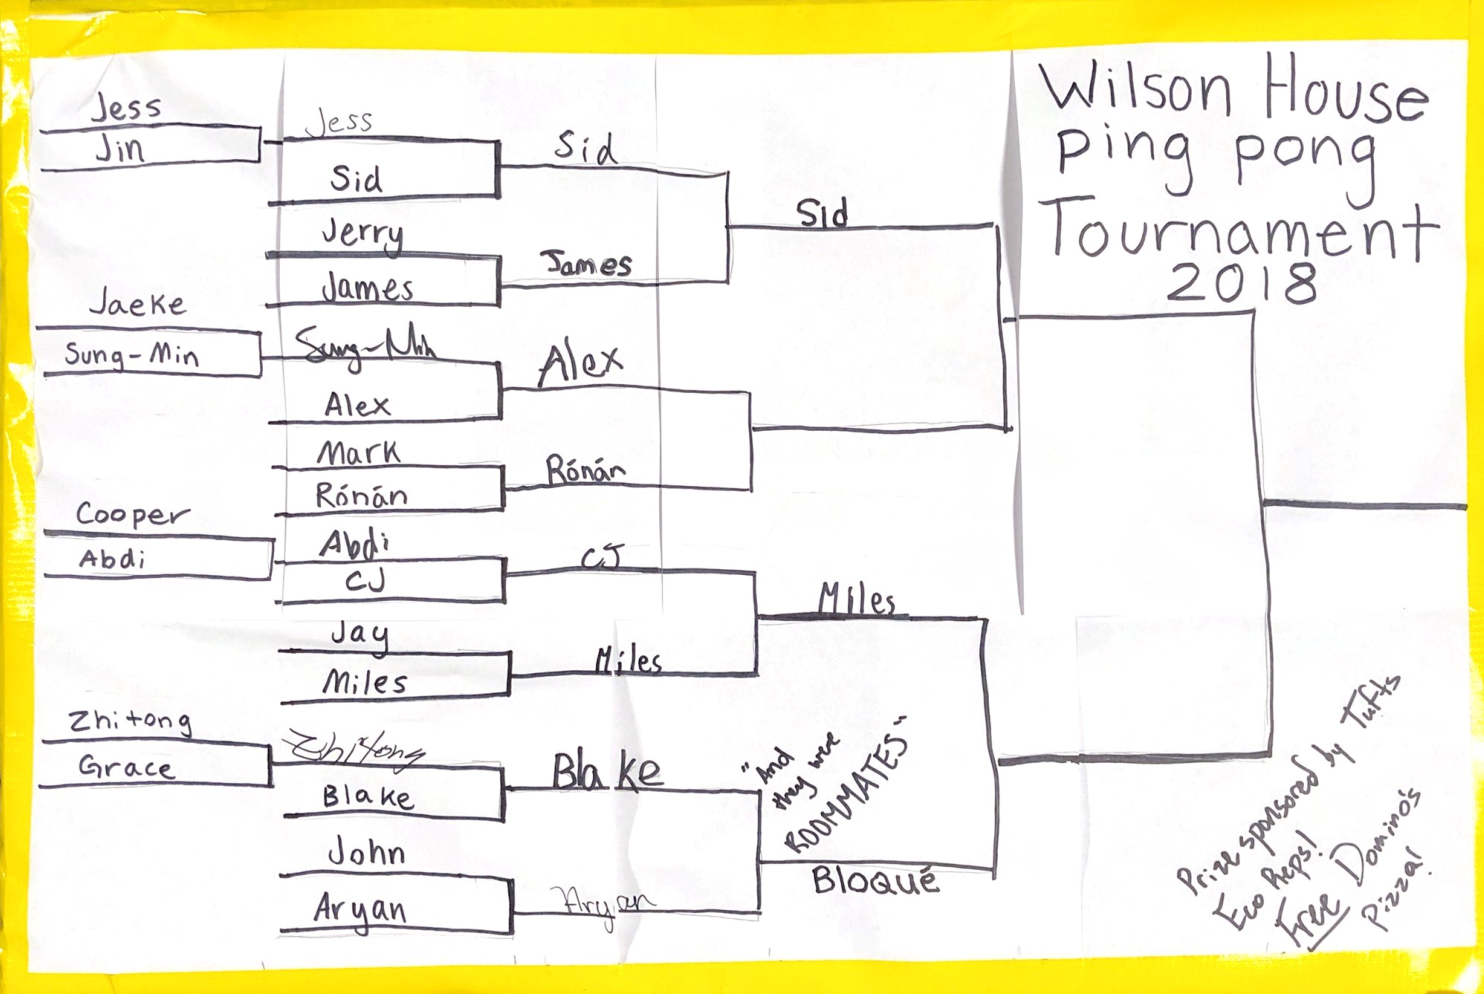 Wilson House
ping pong
Tournament
2018
Jess
Jin
Jaeke
Sung-Min
Cooper
Abdi
Zhitong
Grace
Jess
Sid
Jerry
James
Sung-Min
Alex
Mark
Rónán
Abdi
CJ
Jay
Miles
Zhitong
Blake
John
Aryan
Sid
James
Alex
Rónán
CJ
Miles
Blake
Aryan
Sid
Miles
"And
they were
ROOMMATES"
Bloqué
Prize sponsored by Tufts
Eco Reps!
Free Domino's
Pizza!